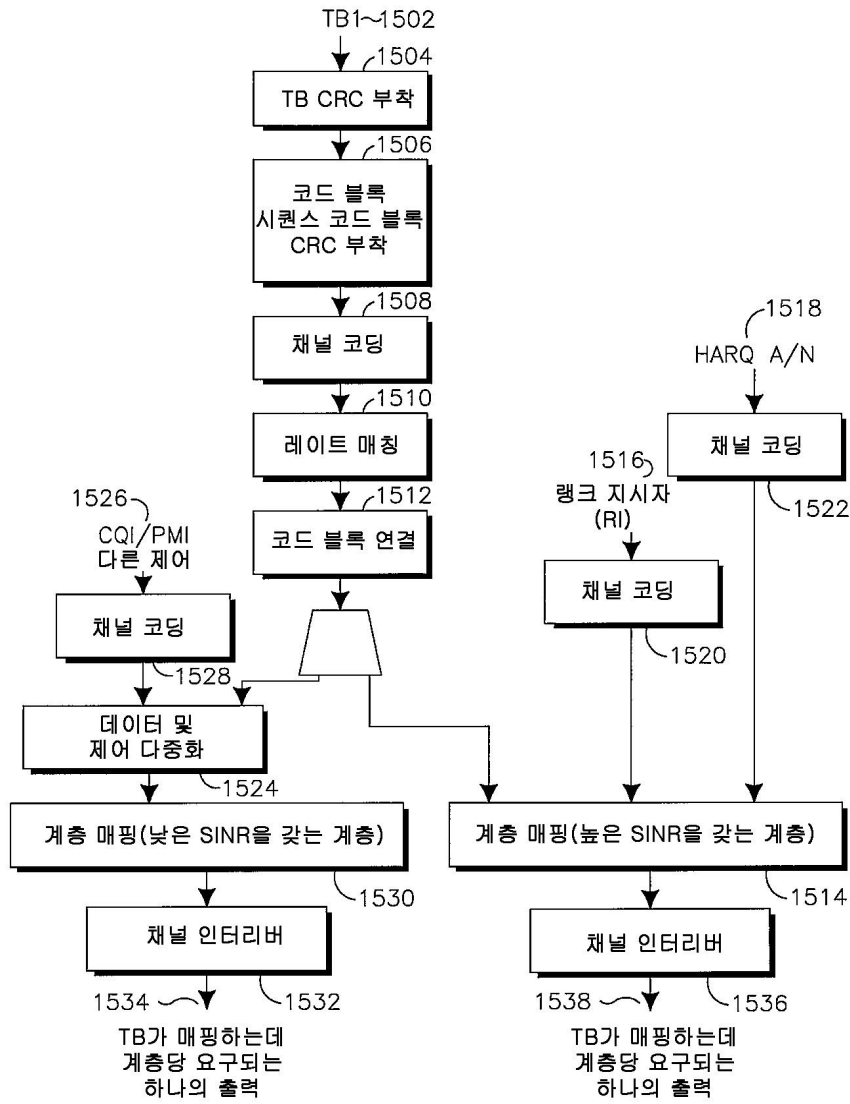 TB1~1502
1504
TB CRC 부착
1506
코드 블록
시퀀스 코드 블록
CRC 부착
1508
채널 코딩
1510
레이트 매칭
1512
코드 블록 연결
1518
HARQ A/N
채널 코딩
1522
1516
랭크 지시자
(RI)
채널 코딩
1520
1526
CQI/PMI
다른 제어
채널 코딩
1528
데이터 및
제어 다중화
1524
계층 매핑(낮은 SINR을 갖는 계층)
1530
계층 매핑(높은 SINR을 갖는 계층)
1514
채널 인터리버
1532
채널 인터리버
1536
1534
TB가 매핑하는데
계층당 요구되는
하나의 출력
1538
TB가 매핑하는데
계층당 요구되는
하나의 출력